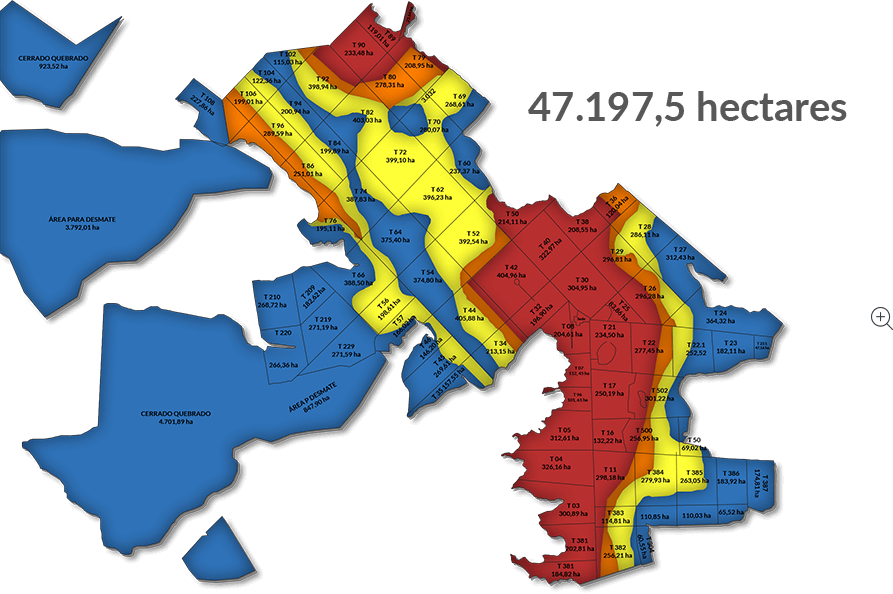 47.197,5 hectares
CERRADO QUEBRADO
923,52 ha
ÁREA PARA DESMATE
3.792,01 ha
CERRADO QUEBRADO
4.701,89 ha
ÁREA P DESMATE
847,90 ha
T 89
119,01 ha
T 90
233,48 ha
T 79
208,95 ha
T 80
278,31 ha
T 102
115,03 ha
T 104
122,36 ha
T 92
398,94 ha
T 106
199,01 ha
T 108
227,86 ha
T 94
200,94 ha
T 69
268,61 ha
T 82
403,03 ha
T 70
280,07 ha
T 96
289,59 ha
T 84
199,89 ha
T 72
399,10 ha
T 60
237,37 ha
T 86
251,01 ha
T 74
387,83 ha
T 62
396,23 ha
T 76
195,11 ha
T 64
375,40 ha
T 52
392,54 ha
T 50
214,11 ha
T 40
322,97 ha
T 38
208,55 ha
T 36
T 28
286,11 ha
T 29
296,81 ha
T 27
312,43 ha
T 66
388,50 ha
T 54
374,80 ha
T 42
404,96 ha
T 30
304,95 ha
T 26
296,28 ha
T 25
T 210
268,72 ha
T 209
182,62 ha
T 219
271,19 ha
T 220
266,36 ha
T 229
271,59 ha
T 56
198,61 ha
T 57
T 44
405,88 ha
T 32
196,90 ha
T 34
213,15 ha
T 35 157,55 ha
T 08
204,61 ha
T 21
234,50 ha
T 22
277,45 ha
T 22.1
252,52
T 24
364,32 ha
T 23
182,11 ha
T 17
250,19 ha
T 502
301,22 ha
T 05
312,61 ha
T 16
132,22 ha
T 500
256,95 ha
T 50
69,02 ha
T 04
326,16 ha
T 11
298,18 ha
T 384
279,93 ha
T 385
263,05 ha
T 386
183,92 ha
T 387
174,81 ha
T 03
300,89 ha
T 383
114,81 ha
110,85 ha
110,03 ha
65,52 ha
T 381
202,81 ha
T 382
256,21 ha
T 381
184,82 ha